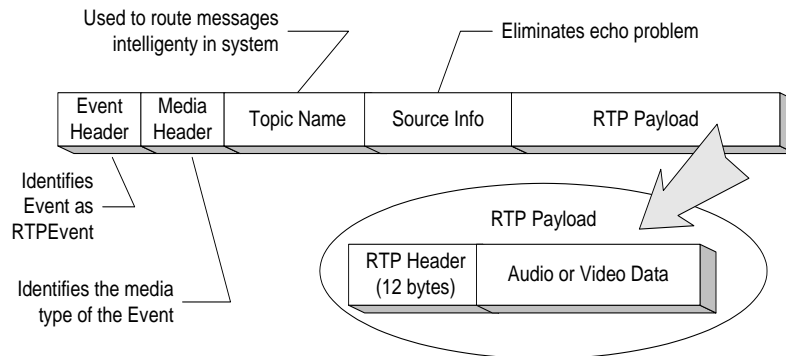 Used to route messages
intelligenty in system
Eliminates echo problem
Event
Header
Media
Header
Topic Name
Source Info
RTP Payload
Identifies
Event as
RTPEvent
Identifies the media
type of the Event
RTP Payload
RTP Header
(12 bytes)
Audio or Video Data